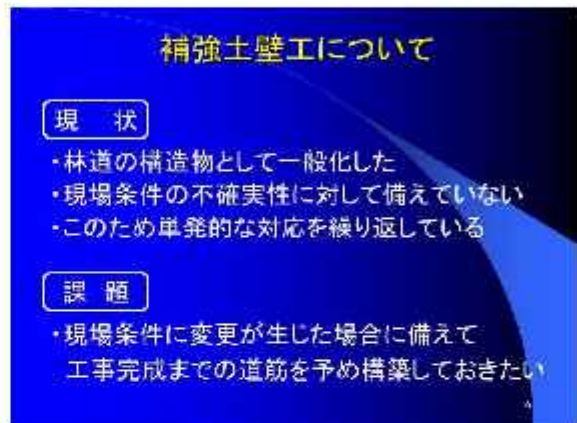 補強土壁工について
現 状
・林道の構造物として一般化した
・現場条件の不確実性に対して備えていない
・このため単発的な対応を繰り返している
課 題
・現場条件に変更が生じた場合に備えて
工事完成までの道筋を予め構築しておきたい